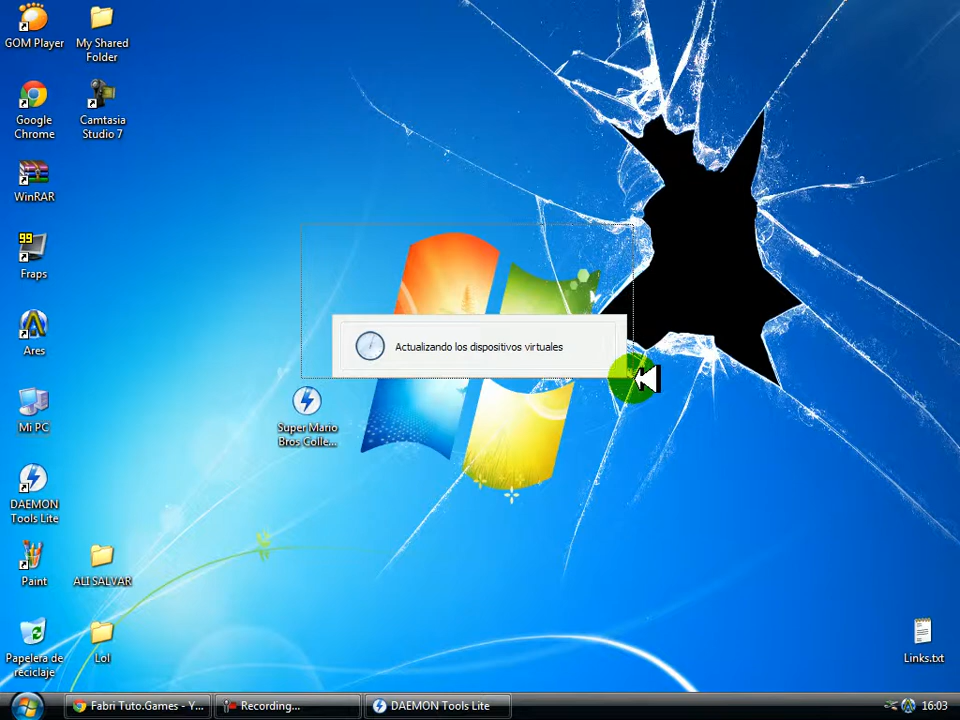 GOM Player
My Shared
Folder
Google
Chrome
Camtasia
Studio 7
WinRAR
99
Fraps
Ares
Mi PC
DAEMON
Tools Lite
Paint
ALI SALVAR
Papelera de
reciclaje
Lol
Actualizando los dispositivos virtuales
Super Mario
Bros Colle...
Links.txt
Fabri Tuto.Games - Y...
Recording...
DAEMON Tools Lite
16:03